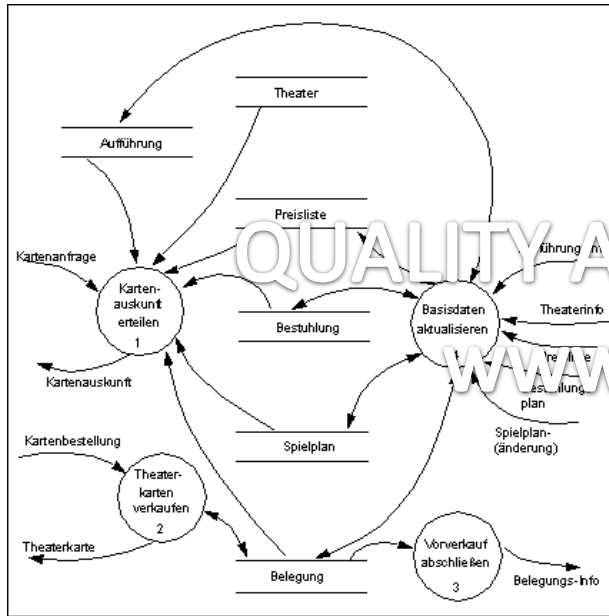 Theater
Aufführung
Preisliste
Kartenanfrage
Karten-
auskunft
erteilen
1
Bestuhlung
Basisdaten
aktualisieren
Theaterinfo
plan
Spielplan-
(änderung)
Kartenauskunft
Spielplan
Kartenbestellung
Theater-
karten
verkaufen
2
Theaterkarte
Belegung
Vorverkauf
abschließen
3
Belegungs-Info
QUALITY A
www